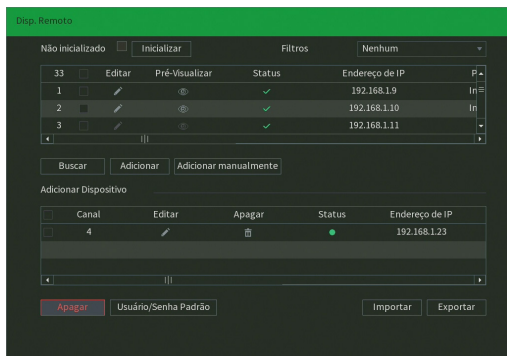 Disp. Remoto
Não inicializado Inicializar Filtros Nenhum
33 Editar Pré-Visualizar Status Endereço de IP P
1 192.168.1.9 In
2 192.168.1.10 In
3 192.168.1.11
Buscar Adicionar Adicionar manualmente
Adicionar Dispositivo
Canal Editar Apagar Status Endereço de IP
4 192.168.1.23
Apagar Usuário/Senha Padrão Importar Exportar